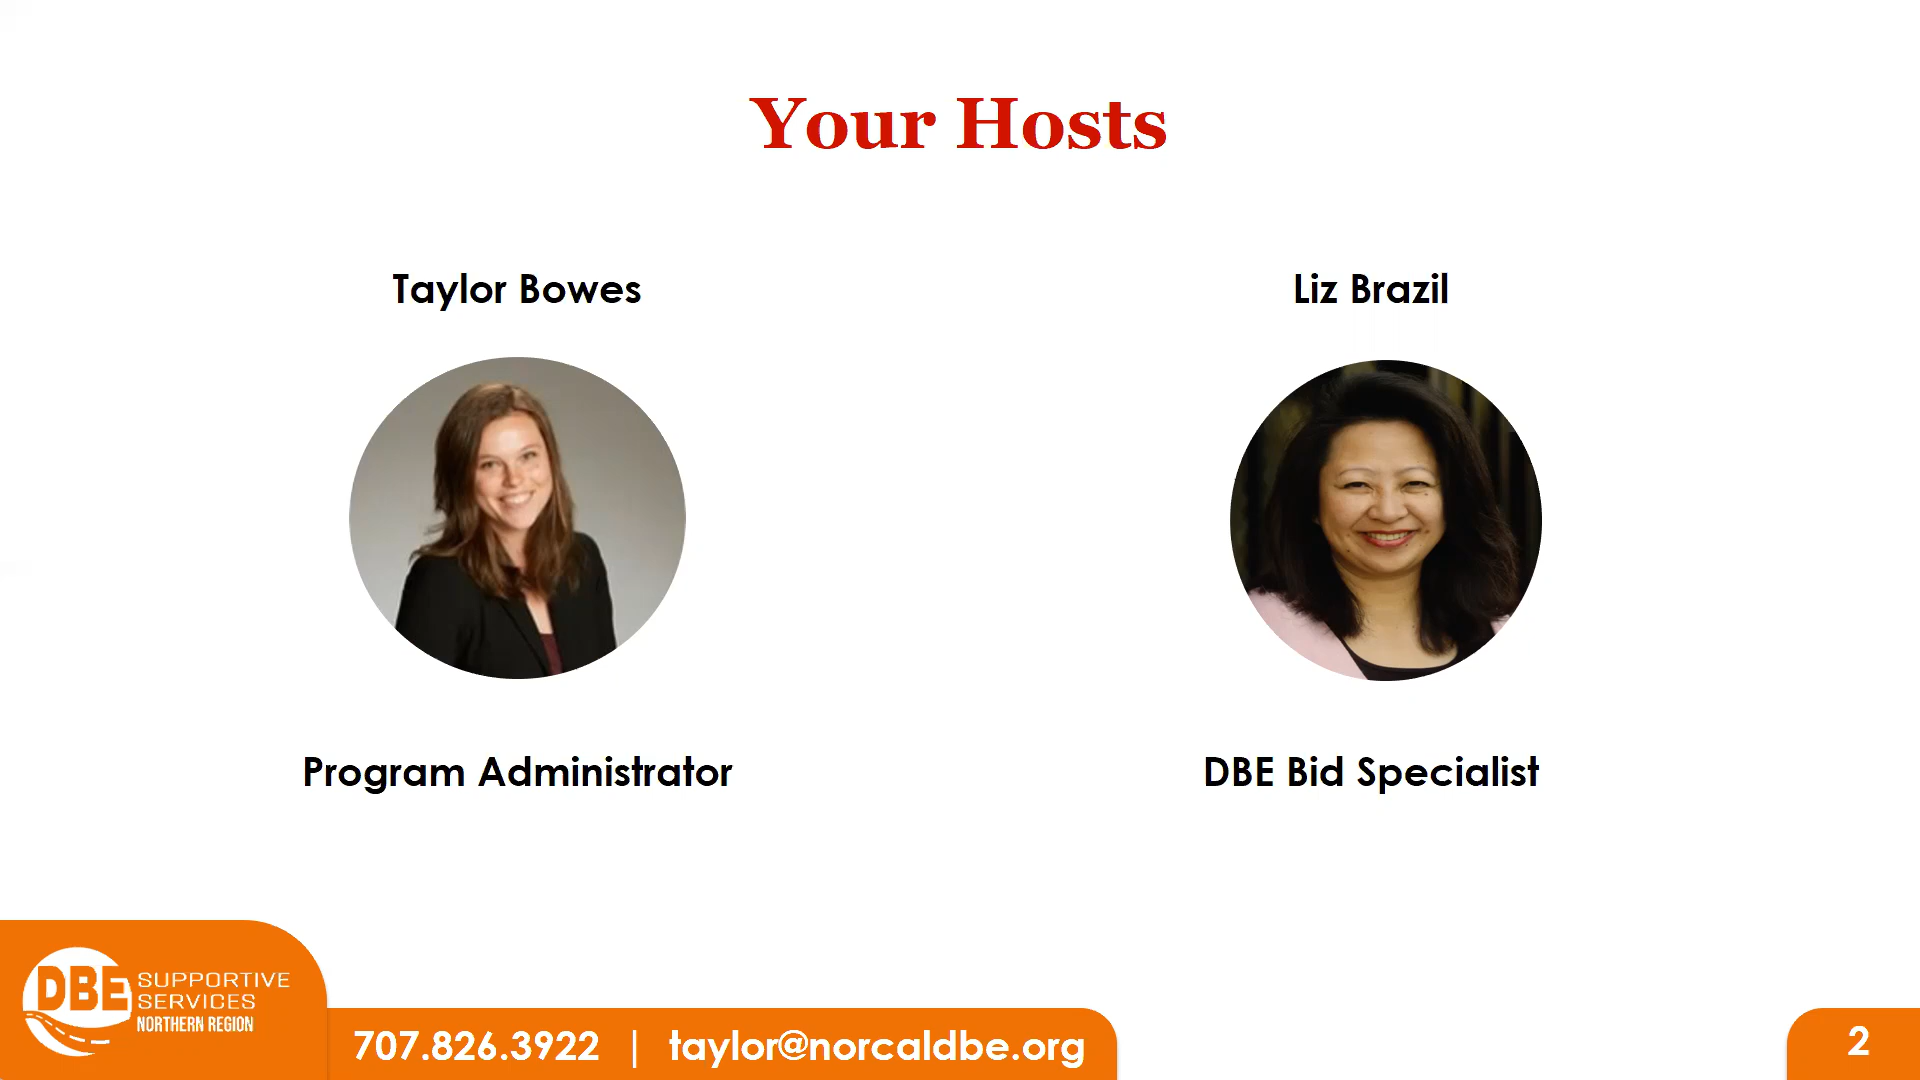 Your Hosts
Taylor Bowes
Liz Brazil
Program Administrator
DBE Bid Specialist
DBE SUPPORTIVE
SERVICES
NORTHERN REGION
707.826.3922 | taylor@norcaldbe.org
2